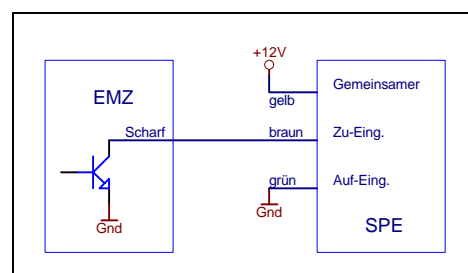 +12V
EMZ
Gemeinsamer
gelb
Scharf
braun
Zu-Eing.
grün
Auf-Eing.
Gnd
Gnd
SPE